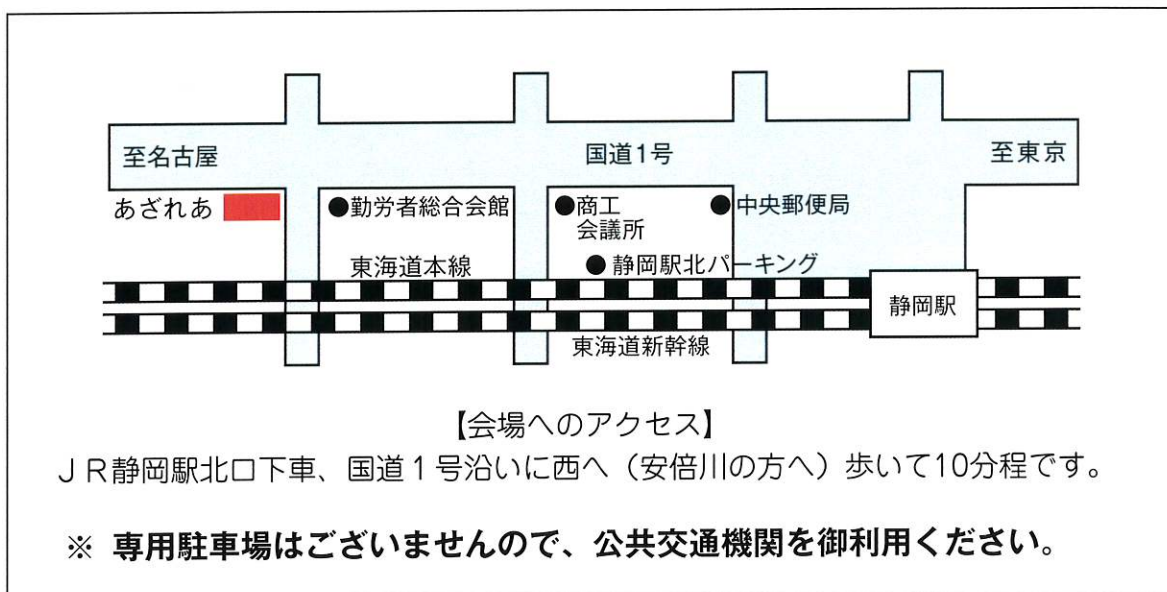 至名古屋
国道1号
至東京
あざれあ
●勤労者総合会館
●商工
会議所
●中央郵便局
●静岡駅北パーキング
東海道本線
静岡駅
東海道新幹線
【会場へのアクセス】
ＪＲ静岡駅北口下車、国道１号沿いに西へ（安倍川の方へ）歩いて10分程です。
※ 専用駐車場はございませんので、公共交通機関を御利用ください。